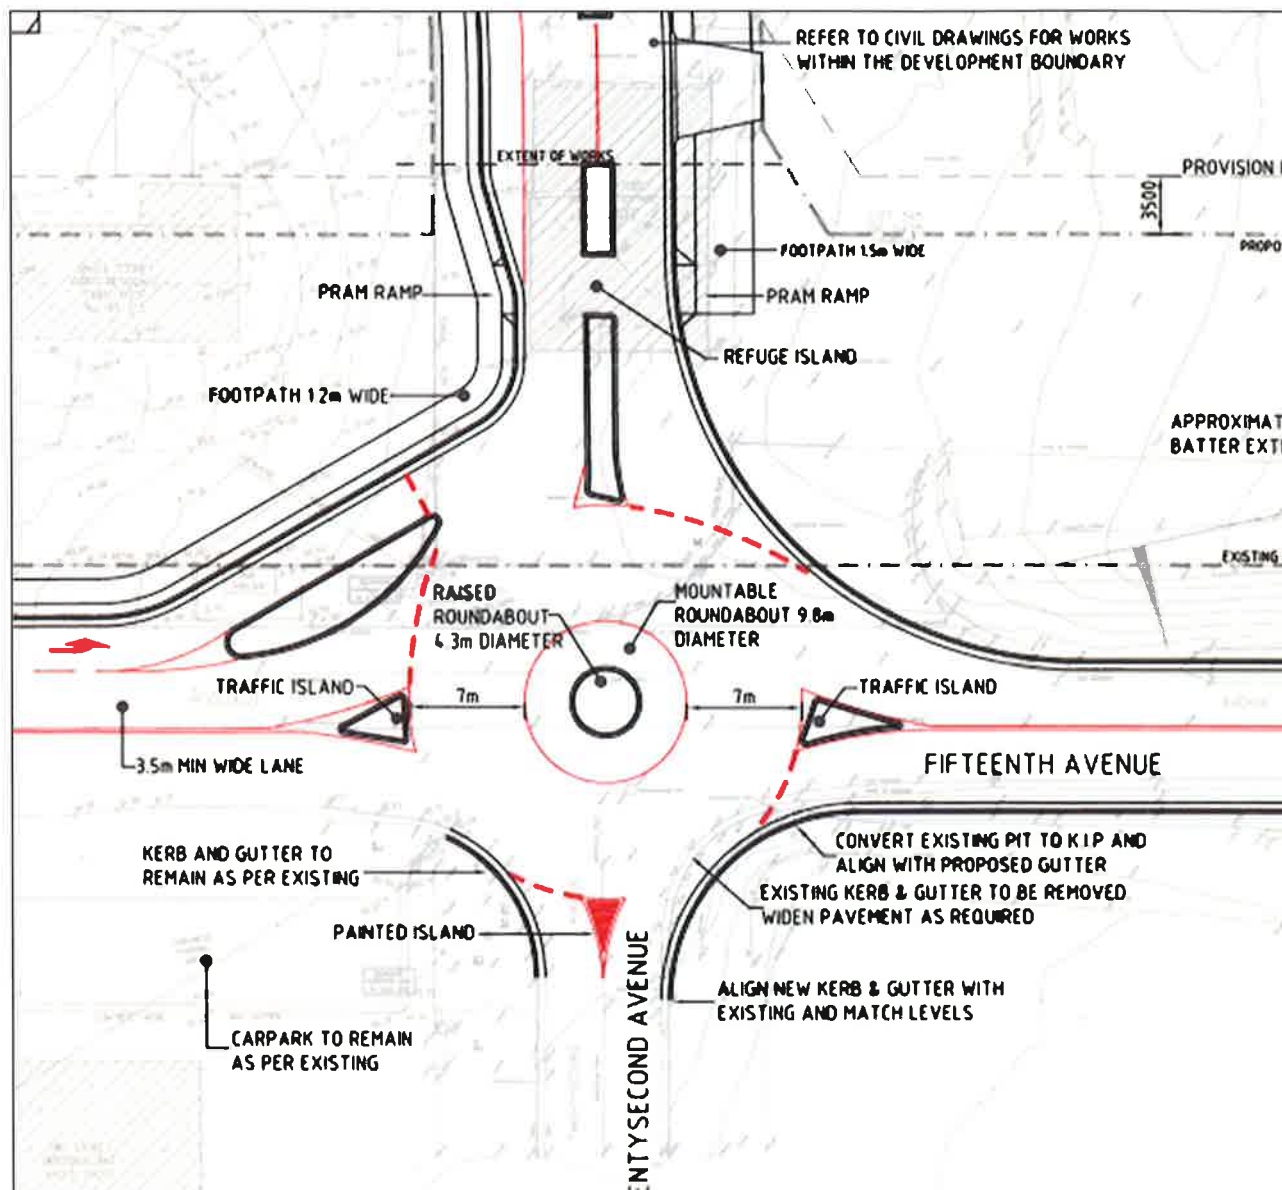 REFER TO CIVIL DRAWINGS FOR WORKS
WITHIN THE DEVELOPMENT BOUNDARY
EXTENT OF WORKS
PROVISION
3500
FOOTPATH 1.5m WIDE
PROPO
PRAM RAMP
PRAM RAMP
REFUGE ISLAND
FOOTPATH 1.2m WIDE
APPROXIMAT
BATTER EXT
EXISTING
RAISED
ROUNDABOUT
4.3m DIAMETER
MOUNTABLE
ROUNDABOUT 9.8m
DIAMETER
TRAFFIC ISLAND
7m
7m
TRAFFIC ISLAND
3.5m MIN WIDE LANE
FIFTEENTH AVENUE
KERB AND GUTTER TO
REMAIN AS PER EXISTING
CONVERT EXISTING PIT TO K.I.P AND
ALIGN WITH PROPOSED GUTTER
EXISTING KERB & GUTTER TO BE REMOVED
WIDEN PAVEMENT AS REQUIRED
PAINTED ISLAND
ENTYSECOND AVENUE
ALIGN NEW KERB & GUTTER WITH
EXISTING AND MATCH LEVELS
CARPARK TO REMAIN
AS PER EXISTING